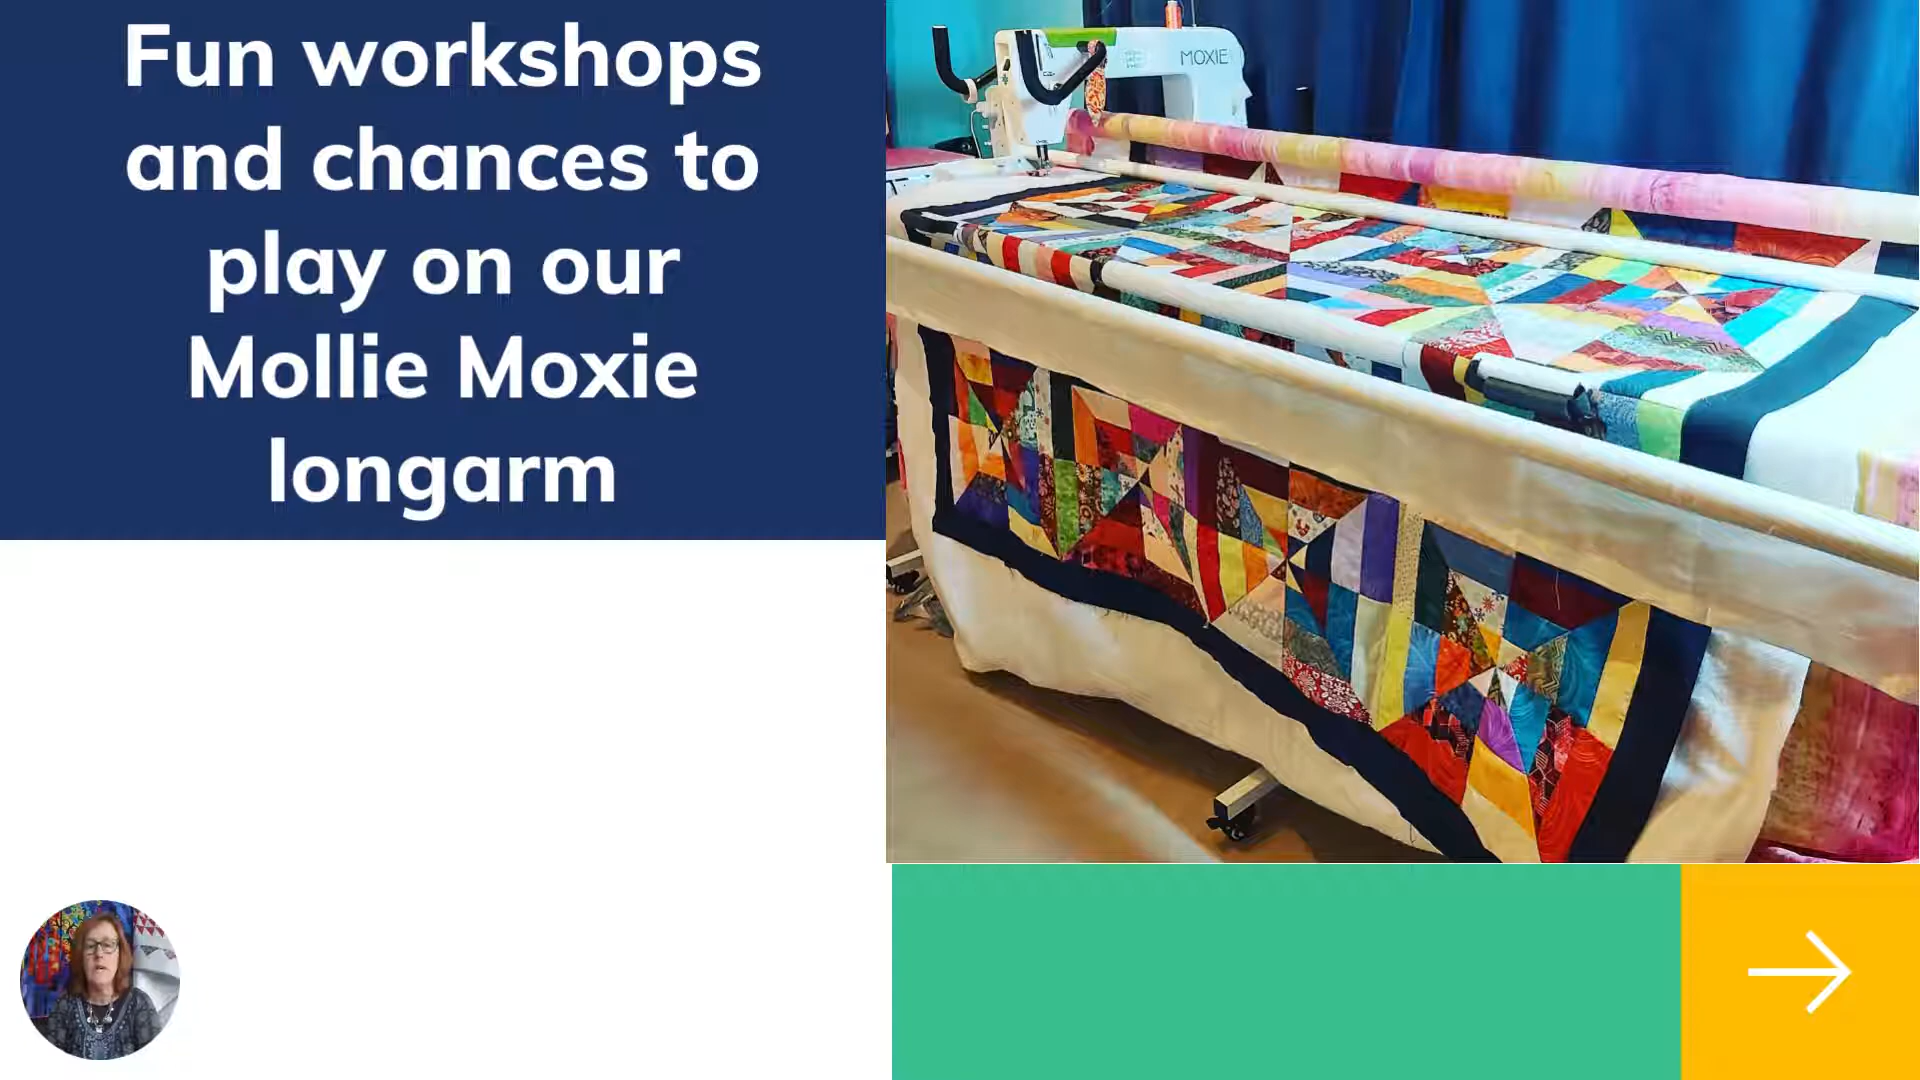 Fun workshops
and chances to
play on our
Mollie Moxie
longarm
MOXIE